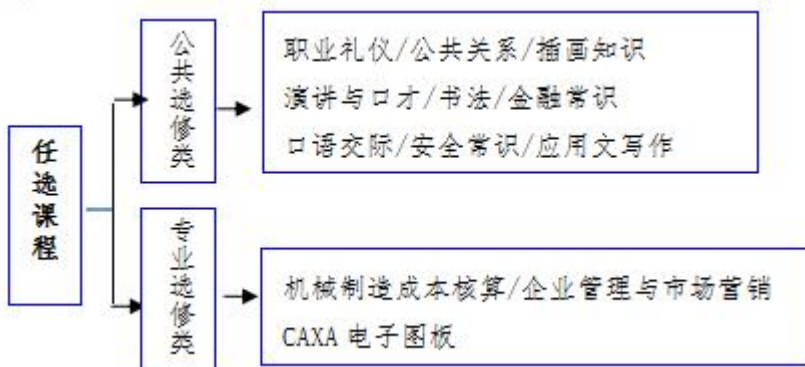 任选课程
公共选修类
职业礼仪/公共关系/插画知识
演讲与口才/书法/金融常识
口语交际/安全常识/应用文写作
专业选修类
机械制造成本核算/企业管理与市场营销
CAXA 电子图板